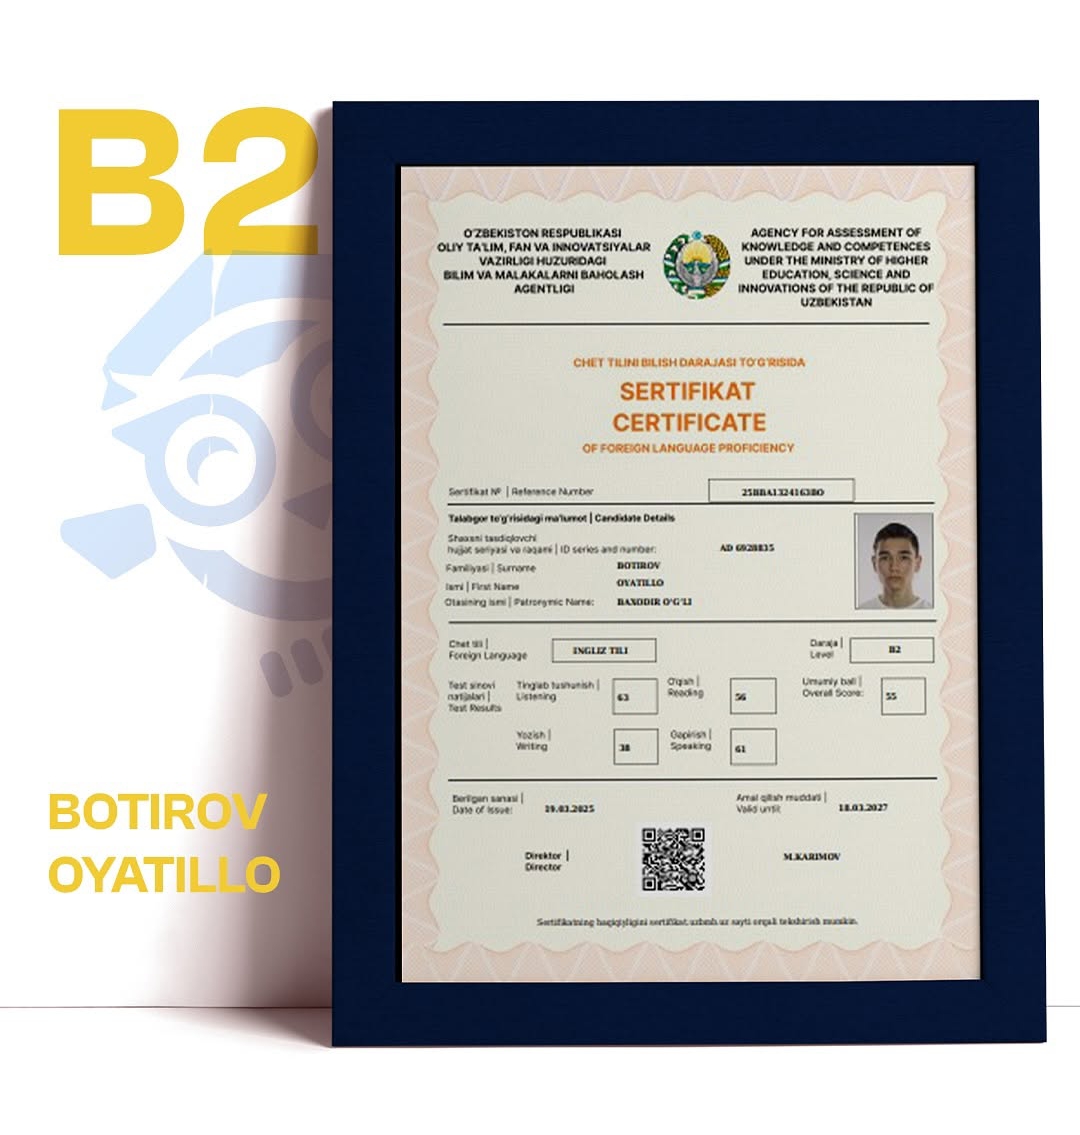 B2
O'ZBEKISTON RESPUBLIKASI
OLIY TA'LIM, FAN VA INNOVATSIYALAR
VAZIRLIGI HUZURIDAGI
BILIM VA MALAKALARNI BAHOLASH
AGENTLIGI
AGENCY FOR ASSESSMENT OF
KNOWLEDGE AND COMPETENCES
UNDER THE MINISTRY OF HIGHER
EDUCATION, SCIENCE AND
INNOVATIONS OF THE REPUBLIC OF
UZBEKISTAN
CHET TILINI BILISH DARAJASI TO'G'RISIDA
SERTIFIKAT
CERTIFICATE
OF FOREIGN LANGUAGE PROFICIENCY
Sertifikat № | Reference Number 25BBA1324163BO
Talabgor to'g'risidagi ma'lumot | Candidate Details
Shaxsni tasdiqlovchi
hujjat seriyasi va raqami | ID series and number: AD 6928835
Familiyasi | Surname BOTIROV
Ismi | First Name OYATILLO
Otasining ismi | Patronymic Name: BAXODIR O'G'LI
Chet tili |
Foreign Language INGLIZ TILI
Daraja |
Level B2
Test sinovi
natijalari |
Test Results
Tinglab tushunish |
Listening 63
O'qish |
Reading 56
Umumiy ball |
Overall Score: 55
Yozish |
Writing 38
Gapirish |
Speaking 61
Berilgan sanasi |
Date of Issue: 19.03.2025
Amal qilish muddati |
Valid until: 18.03.2027
Direktor |
Director
M.KARIMOV
Sertifikatning haqiqiyligini sertifikat.uzbmb.uz sayti orqali tekshirish mumkin.
BOTIROV
OYATILLO